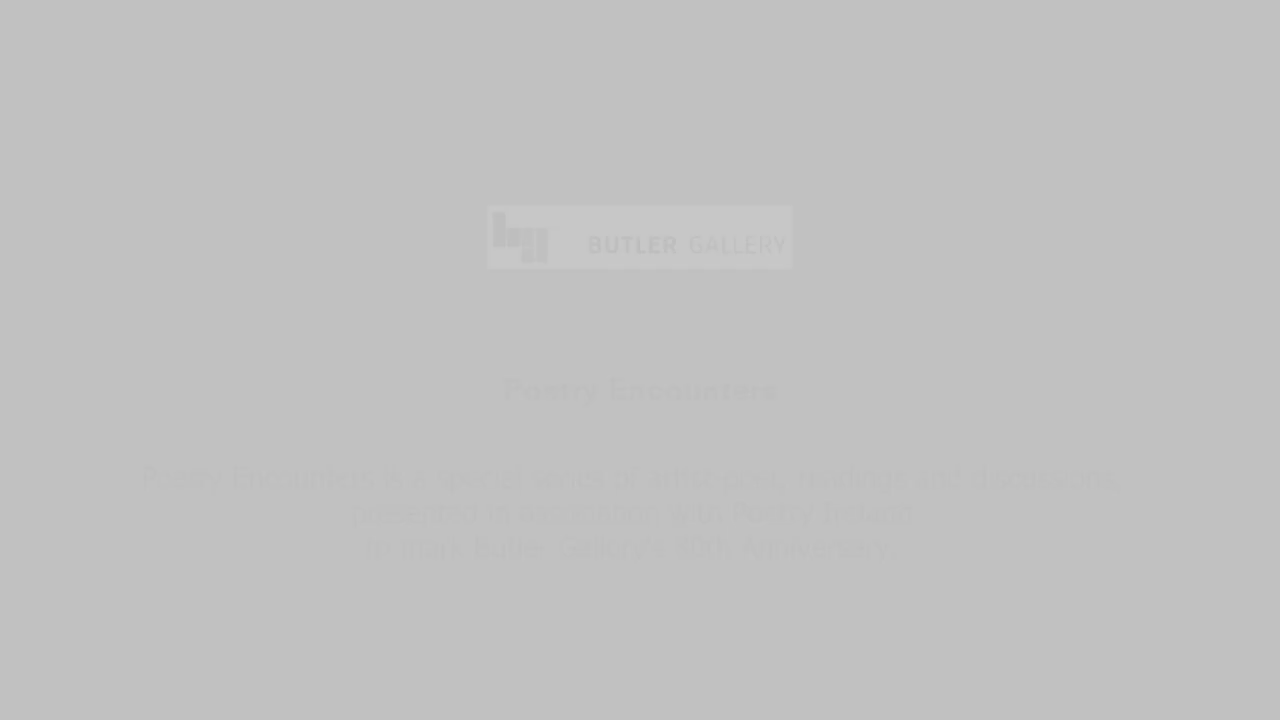 BUTLER GALLERY
Poetry Encounters
Poetry Encounters is a special series of artist-poet, readings and discussions,
presented in association with Poetry Ireland
to mark Butler Gallery's 80th Anniversary.